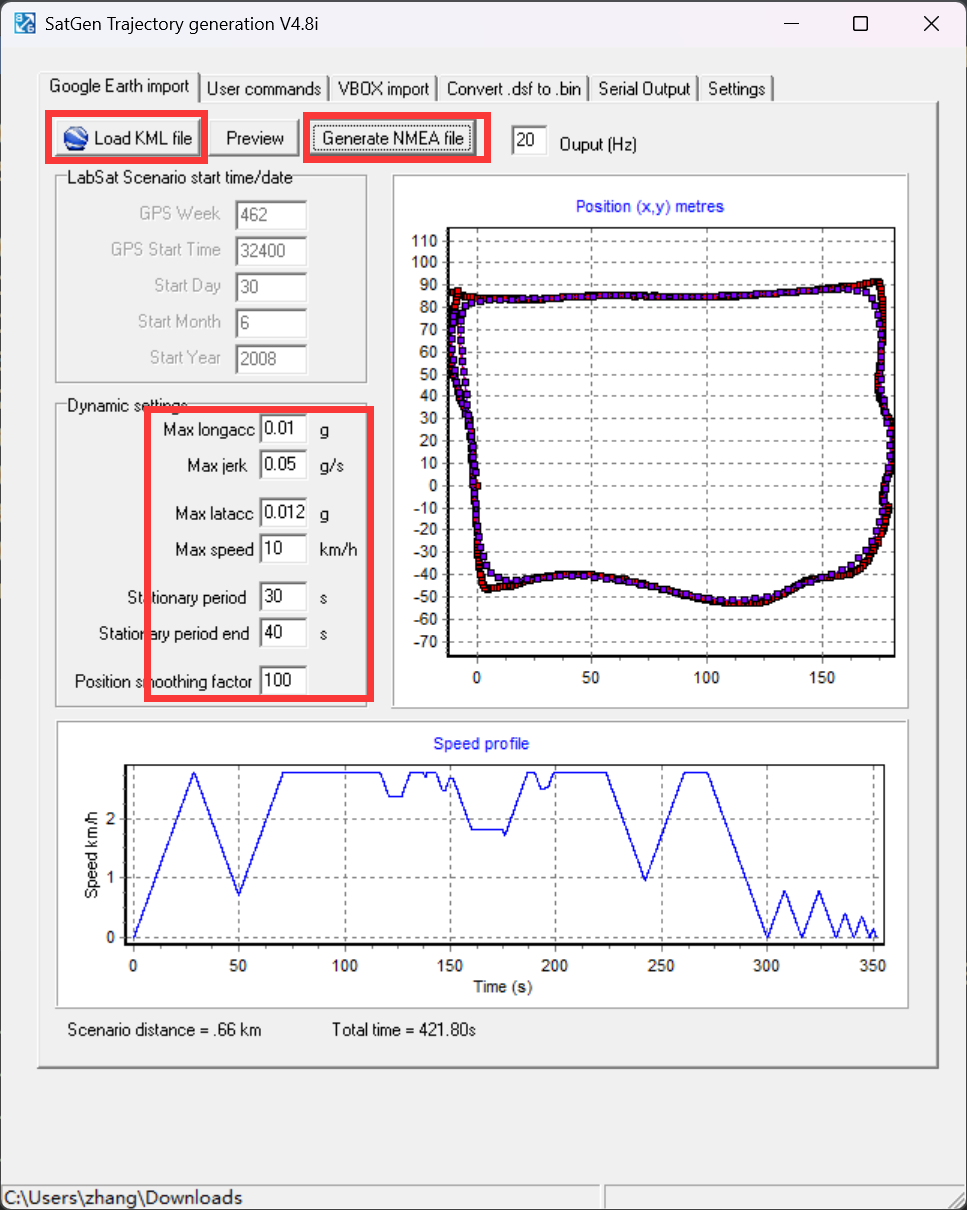 SatGen Trajectory generation V4.8i
Google Earth import
User commands
VBOX import
Convert .dsf to .bin
Serial Output
Settings
Load KML file
Preview
Generate NMEA file
20
Ouput (Hz)
LabSat Scenario start time/date
GPS Week 462
GPS Start Time 32400
Start Day 30
Start Month 6
Start Year 2008
Dynamic settings
Max longacc 0.01 g
Max jerk 0.05 g/s
Max latacc 0.012 g
Max speed 10 km/h
Stationary period 30 s
Stationary period end 40 s
Position smoothing factor 100
Position (x,y) metres
110
100
90
80
70
60
50
40
30
20
10
0
-10
-20
-30
-40
-50
-60
-70
0 50 100 150
Speed profile
Speed km/h
2
1
0
0 50 100 150 200 250 300 350
Time (s)
Scenario distance = .66 km
Total time = 421.80s
C:\Users\zhang\Downloads